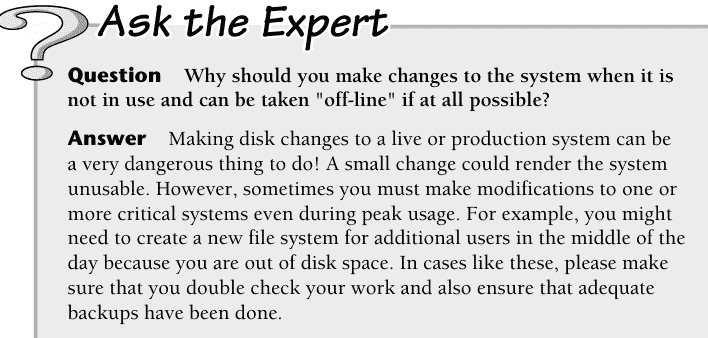 Ask the Expert
Question Why should you make changes to the system when it is
not in use and can be taken "off-line" if at all possible?
Answer Making disk changes to a live or production system can be
a very dangerous thing to do! A small change could render the system
unusable. However, sometimes you must make modifications to one or
more critical systems even during peak usage. For example, you might
need to create a new file system for additional users in the middle of the
day because you are out of disk space. In cases like these, please make
sure that you double check your work and also ensure that adequate
backups have been done.